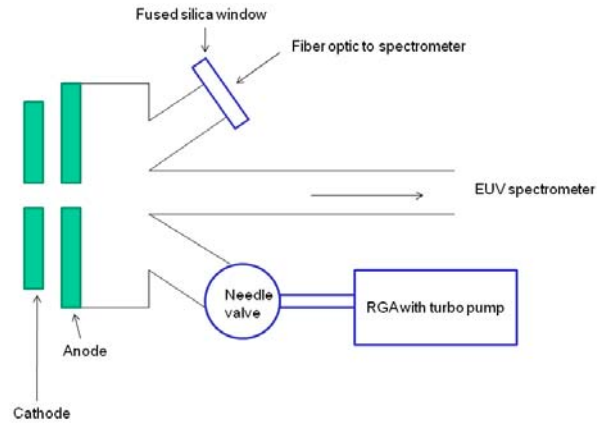 Fused silica window
Fiber optic to spectrometer
EUV spectrometer
Needle
valve
RGA with turbo pump
Anode
Cathode